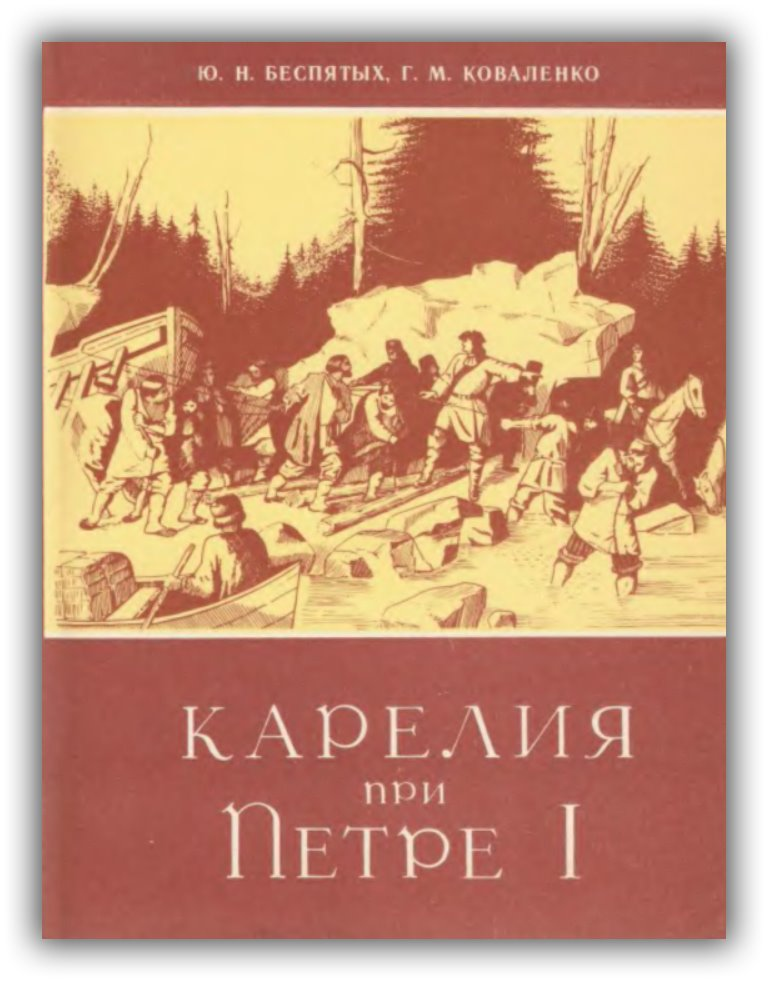 Ю. Н. БЕСПЯТЫХ, Г. М. КОВАЛЕНКО
КАРЕЛИЯ
при
ПЕТРЕ I